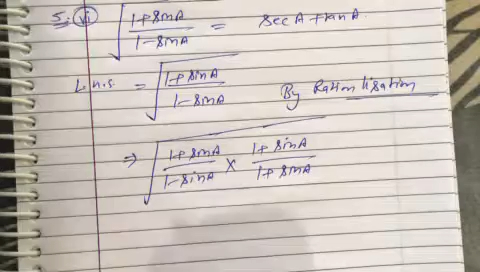 5. (vi) √((1+sinA)/(1-sinA)) = secA+tanA.
L.h.s. = √((1+sinA)/(1-sinA)) By Rationalisation
⇒ √((1+sinA)/(1-sinA) × (1+sinA)/(1+sinA))